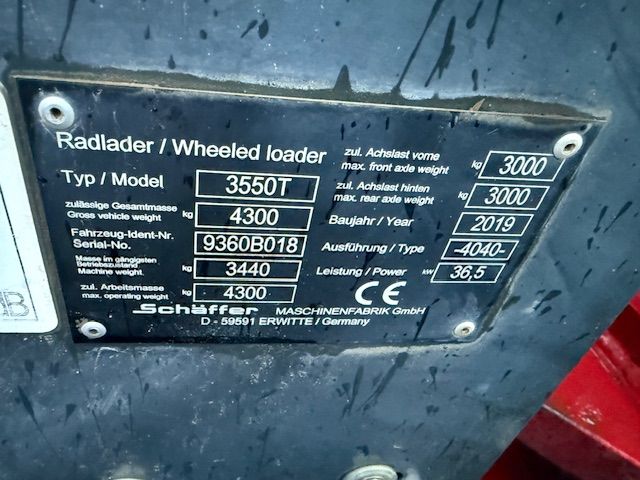 Radlader / Wheeled loader
Typ / Model 3550T
zulässige Gesamtmasse
Gross vehicle weight kg 4300
Fahrzeug-Ident-Nr.
Serial-No. 9360B018
Masse im gängigsten
Betriebszustand
Machine weight kg 3440
zul. Arbeitsmasse
max. operating weight kg 4300
zul. Achslast vorne
max. front axle weight kg 3000
zul. Achslast hinten
max. rear axle weight kg 3000
Baujahr / Year 2019
Ausführung / Type -4040-
Leistung / Power kW 36,5
CE
Schäffer MASCHINENFABRIK GmbH
D - 59591 ERWITTE / Germany
B